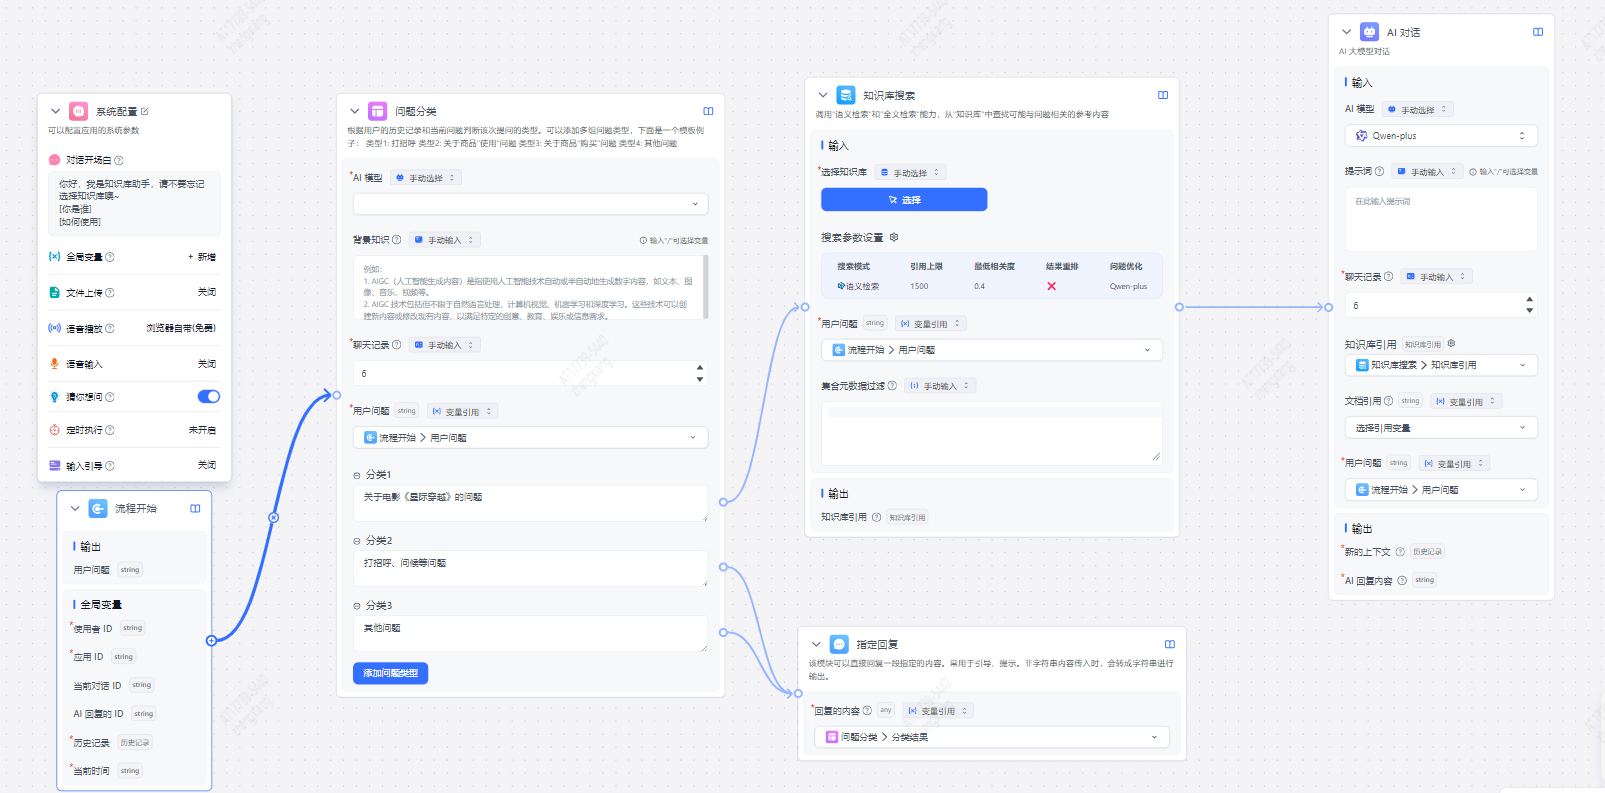 系统配置
可以配置应用的系统参数
对话开场白
你好，我是知识库助手，请不要忘记
选择知识库噢~
[你是谁]
[如何使用]
全局变量
+ 新增
文件上传
关闭
语音播放
浏览器自带(免费)
语音输入
关闭
猜你想问
定时执行
未开启
输入引导
关闭
流程开始
输出
用户问题 string
全局变量
*使用者 ID string
*应用 ID string
当前对话 ID string
AI 回复的 ID string
*历史记录 历史记录
*当前时间 string
问题分类
根据用户的历史记录和当前问题判断该次提问的类型。可以添加多组问题类型，下面是一个模板例
子： 类型1: 打招呼 类型2: 关于商品"使用"问题 类型3: 关于商品"购买"问题 类型4: 其他问题
*AI 模型 手动选择
背景知识 手动输入
输入"/"可选择变量
例如:
1. AIGC（人工智能生成内容）是指使用人工智能技术自动或半自动地生成数字内容，如文本、图
像、音乐、视频等。
2. AIGC 技术包括但不限于自然语言处理、计算机视觉、机器学习和深度学习。这些技术可以创
建新内容或修改现有内容，以满足特定的创意、教育、娱乐或信息需求。
*聊天记录 手动输入
6
*用户问题 string 变量引用
流程开始 > 用户问题
分类1
关于电影《星际穿越》的问题
分类2
打招呼、问候等问题
分类3
其他问题
添加问题类型
知识库搜索
调用"语义检索"和"全文检索"能力，从"知识库"中查找可能与问题相关的参考内容
输入
*选择知识库 手动选择
选择
搜索参数设置
搜索模式 引用上限 最低相关度 结果重排 问题优化
语义检索 1500 0.4 Qwen-plus
*用户问题 string 变量引用
流程开始 > 用户问题
集合元数据过滤 手动输入
输出
知识库引用 知识库引用
指定回复
该模块可以直接回复一段指定的内容。常用于引导、提示。非字符串内容传入时，会转成字符串进行
输出。
*回复的内容 any 变量引用
问题分类 > 分类结果
AI 对话
AI 大模型对话
输入
AI 模型 手动选择
Qwen-plus
提示词 手动输入
输入"/"可选择变量
在此输入提示词
*聊天记录 手动输入
6
知识库引用 知识库引用
知识库搜索 > 知识库引用
文档引用 string 变量引用
选择引用变量
*用户问题 string 变量引用
流程开始 > 用户问题
输出
*新的上下文 历史记录
*AI 回复内容 string